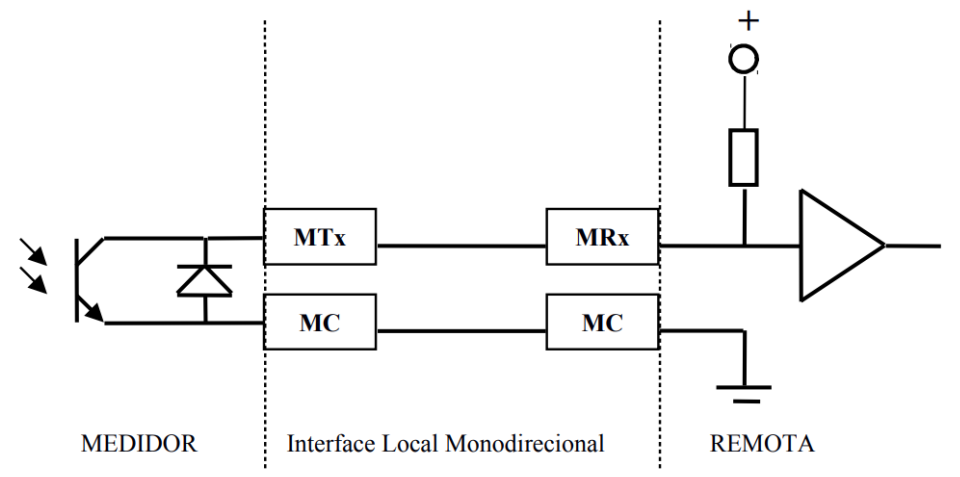 +
MTx
MRx
MC
MC
MEDIDOR
Interface Local Monodirecional
REMOTA